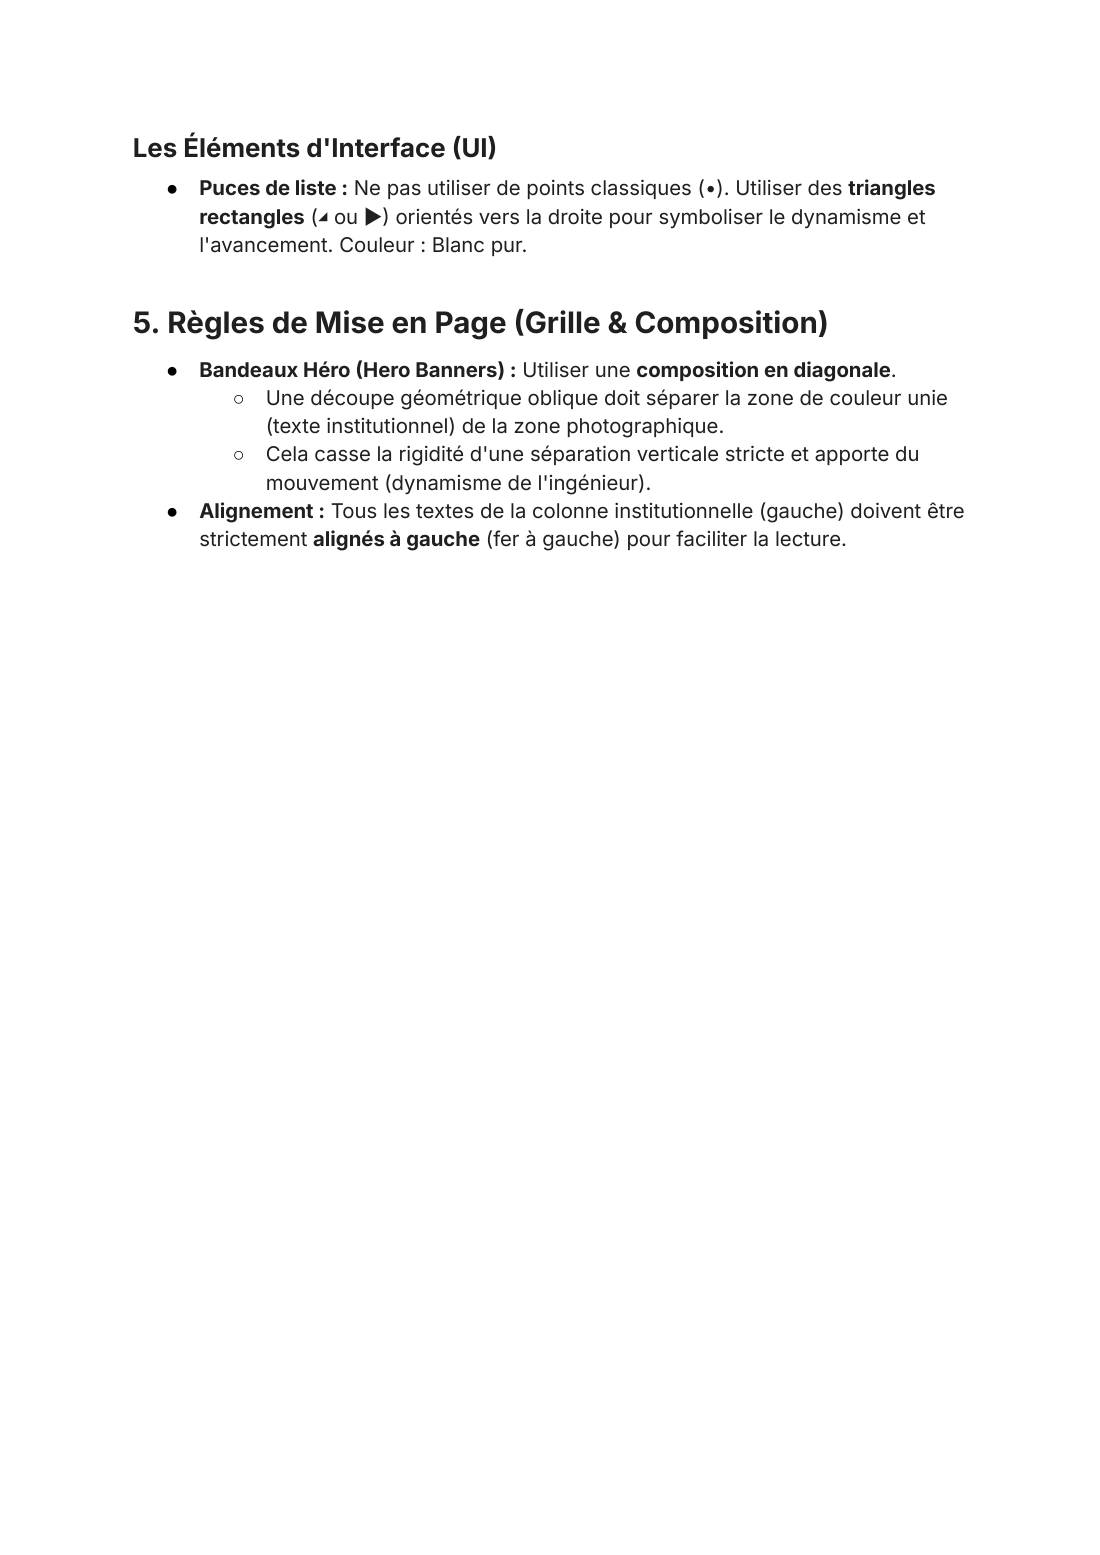 Les Éléments d'Interface (UI)
● Puces de liste : Ne pas utiliser de points classiques (•). Utiliser des triangles
rectangles (◢ ou ▶) orientés vers la droite pour symboliser le dynamisme et
l'avancement. Couleur : Blanc pur.
5. Règles de Mise en Page (Grille & Composition)
● Bandeaux Héro (Hero Banners) : Utiliser une composition en diagonale.
○ Une découpe géométrique oblique doit séparer la zone de couleur unie
(texte institutionnel) de la zone photographique.
○ Cela casse la rigidité d'une séparation verticale stricte et apporte du
mouvement (dynamisme de l'ingénieur).
● Alignement : Tous les textes de la colonne institutionnelle (gauche) doivent être
strictement alignés à gauche (fer à gauche) pour faciliter la lecture.